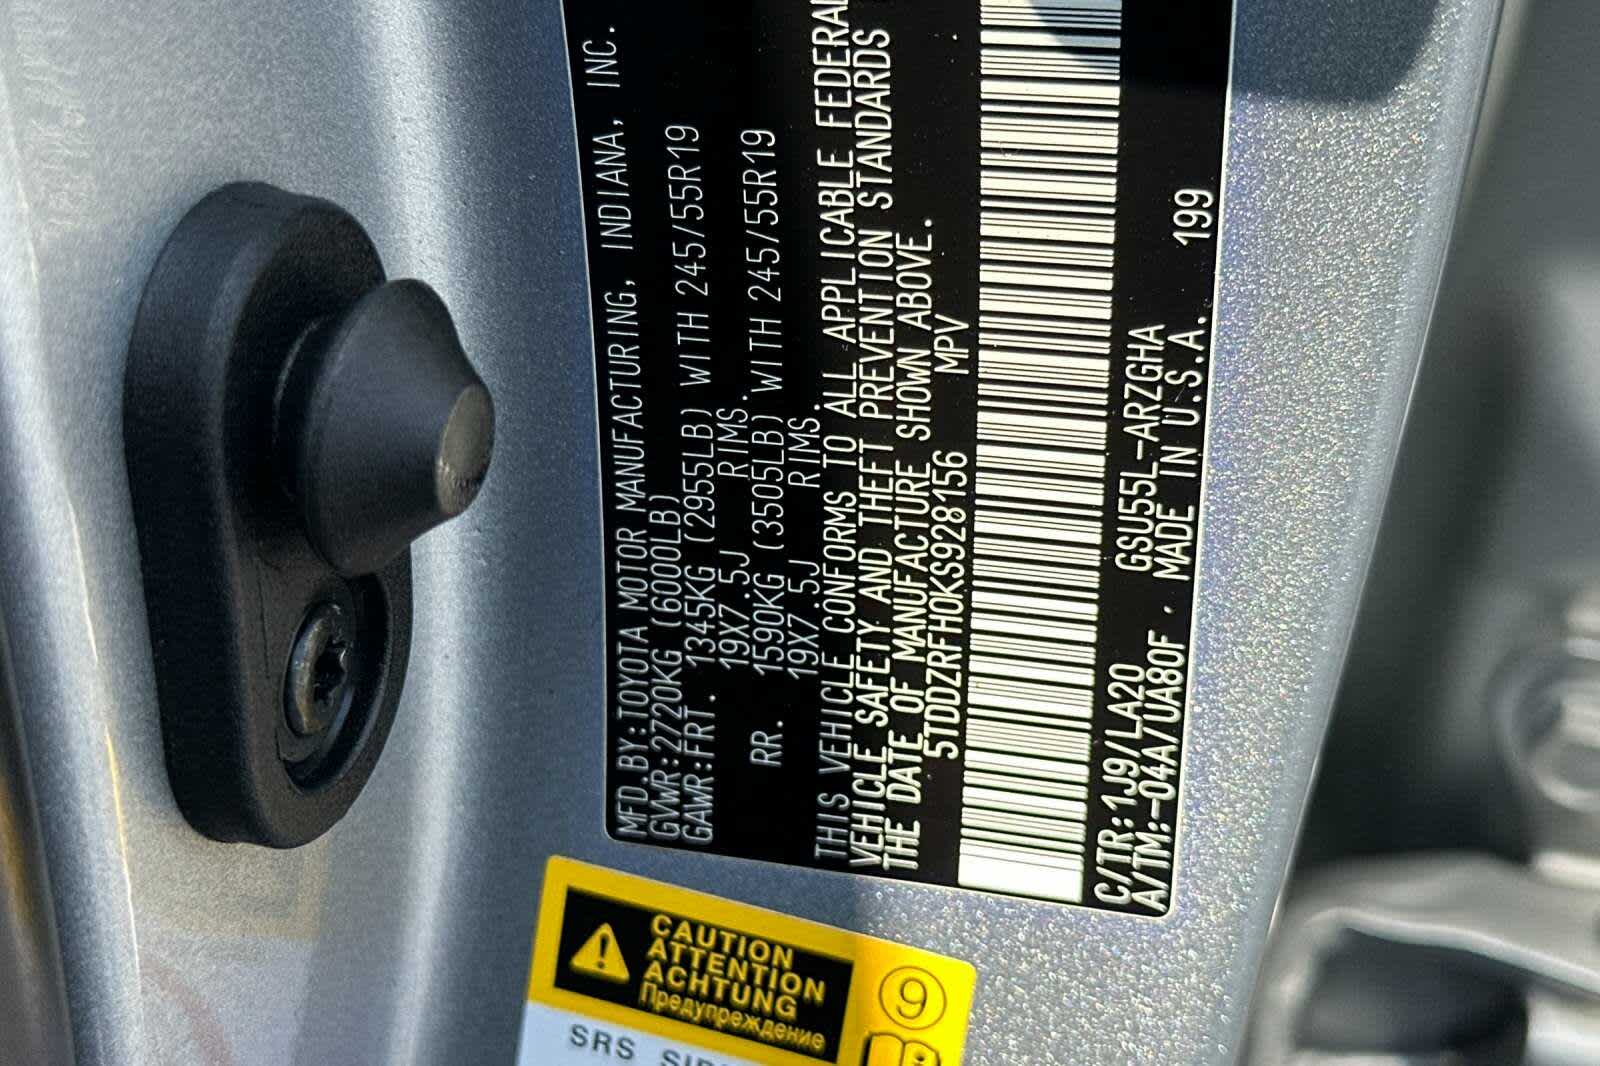 MFD.BY:TOYOTA MOTOR MANUFACTURING, INDIANA, INC.
GVWR:2720KG (6000LB)
GAWR:FRT. 1345KG (2955LB) WITH 245/55R19
19X7.5J RIMS.
RR. 1590KG (3505LB) WITH 245/55R19
19X7.5J RIMS.
THIS VEHICLE CONFORMS TO ALL APPLICABLE FEDERAL
VEHICLE SAFETY AND THEFT PREVENTION STANDARDS
THE DATE OF MANUFACTURE SHOWN ABOVE.
5TDDZRFH0KS928156 MPV
C/TR:1J9/LA20 GSU55L-ARZGHA
A/TM:-04A/UA80F . MADE IN U.S.A. 199
CAUTION
ATTENTION
ACHTUNG
Предупреждение
9
SRS